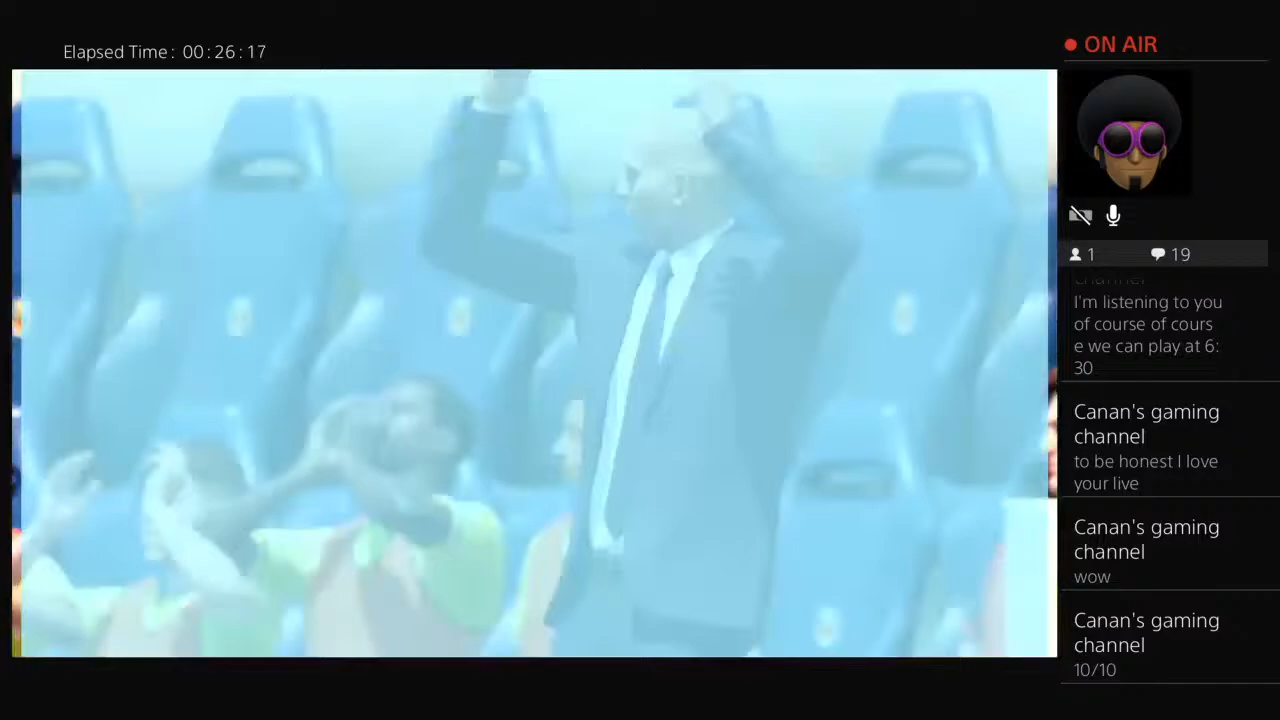 Elapsed Time: 00:26:17
ON AIR
1
19
channel
I'm listening to you
of course of cours
e we can play at 6:
30
Canan's gaming
channel
to be honest I love
your live
Canan's gaming
channel
wow
Canan's gaming
channel
10/10